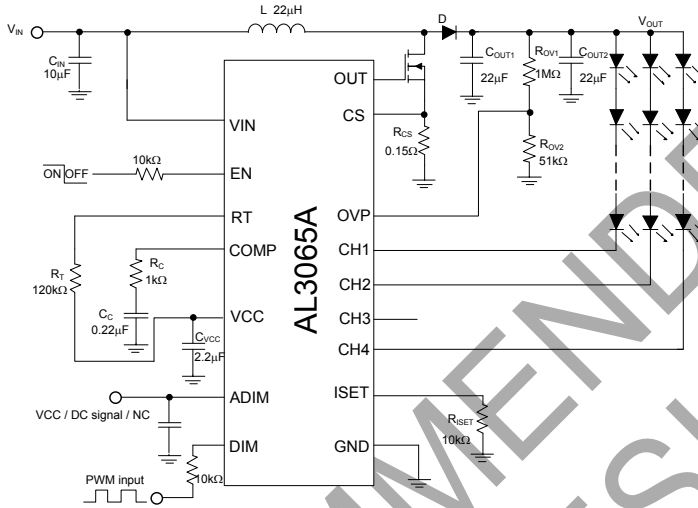 L 22µH
D
VIN
VOUT
CIN
10µF
COUT1
22µF
ROV1
1MΩ
COUT2
22µF
OUT
CS
VIN
RCS
0.15Ω
ROV2
51kΩ
ON OFF
10kΩ
EN
RT
OVP
COMP
CH1
RT
120kΩ
RC
1kΩ
AL3065A
CH2
CC
0.22µF
VCC
CH3
CVCC
2.2µF
CH4
ADIM
ISET
VCC / DC signal / NC
RISET
10kΩ
DIM
GND
10kΩ
PWM input